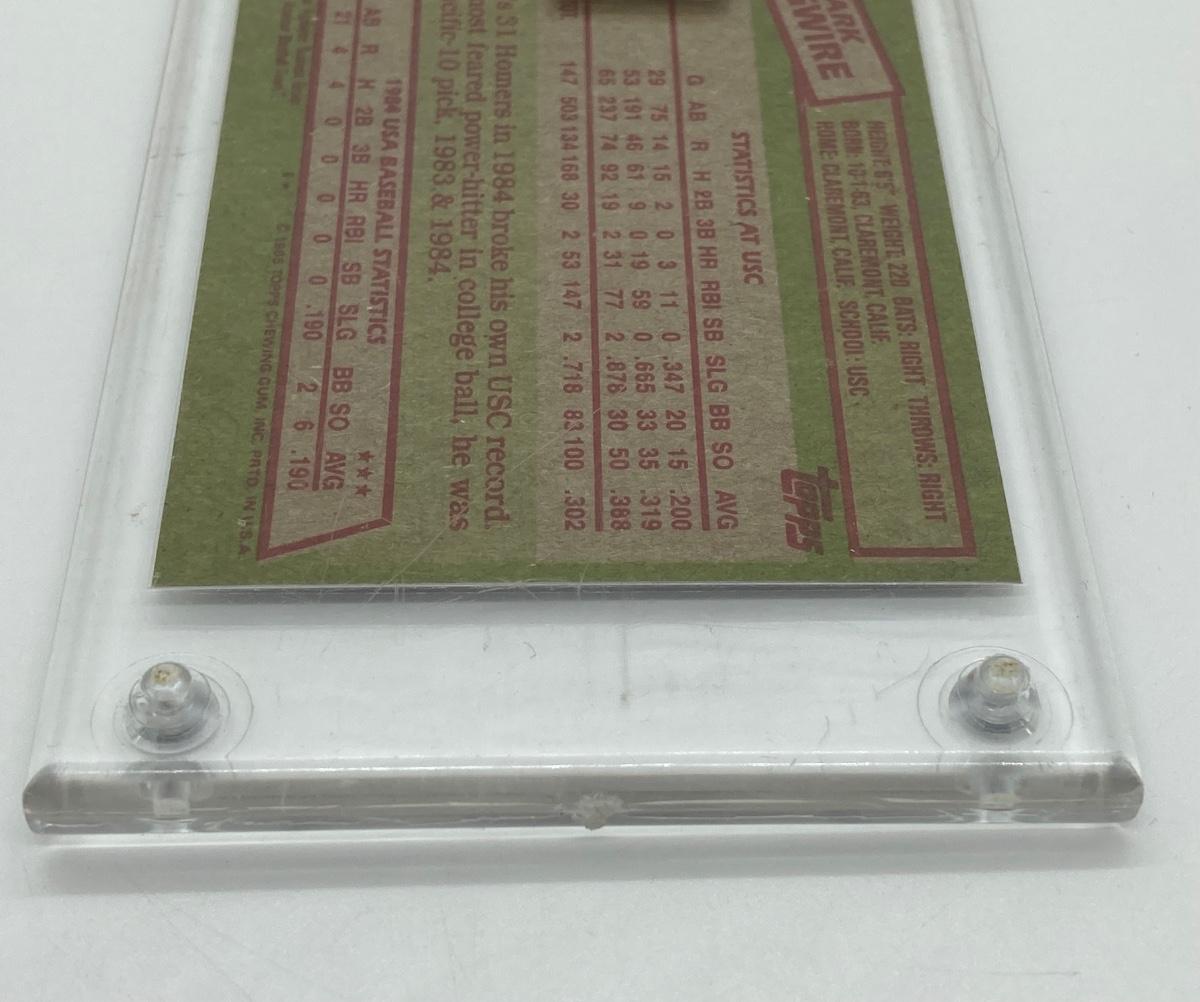 ARK
GWIRE
HEIGHT: 6'5" WEIGHT: 220 BATS: RIGHT THROWS: RIGHT
BORN: 10-1-63, CLAREMONT, CALIF.
HOME: CLAREMONT, CALIF. SCHOOL: USC
topps
STATISTICS AT USC
G AB R H 2B 3B HR RBI SB SLG BB SO AVG
29 75 14 15 2 0 3 11 0 .347 20 15 .200
53 191 46 61 9 0 19 59 0 .665 33 35 .319
65 237 74 92 19 2 31 77 2 .878 30 50 .388
147 503 134 168 30 2 53 147 2 .718 83 100 .302
's 31 Homers in 1984 broke his own USC record.
most feared power-hitter in college ball, he was
cific-10 pick, 1983 & 1984.
1984 USA BASEBALL STATISTICS ★★★
AB R H 2B 3B HR RBI SB SLG BB SO AVG
21 4 4 0 0 0 0 0 .190 2 6 .190
© 1985 TOPPS CHEWING GUM, INC. PRTD. IN U.S.A.